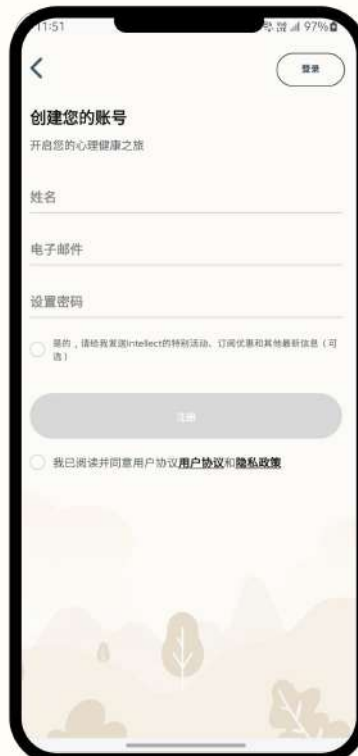 11:51
97%
登录
创建您的账号
开启您的心理健康之旅
姓名
电子邮件
设置密码
是的，请给我发送Intellect的特别活动、订阅优惠和其他最新信息（可
选）
注册
我已阅读并同意用户协议用户协议和隐私政策